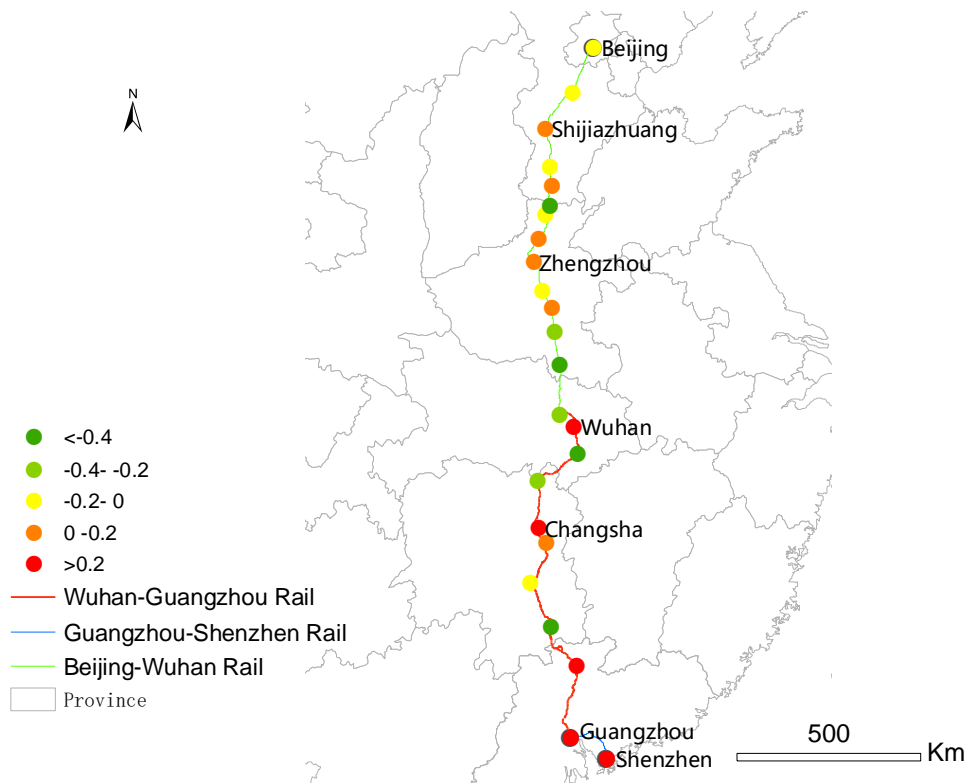 Beijing
N
Shijiazhuang
Zhengzhou
Wuhan
Changsha
Guangzhou
Shenzhen
<-0.4
-0.4- -0.2
-0.2- 0
0 -0.2
>0.2
Wuhan-Guangzhou Rail
Guangzhou-Shenzhen Rail
Beijing-Wuhan Rail
Province
500
Km